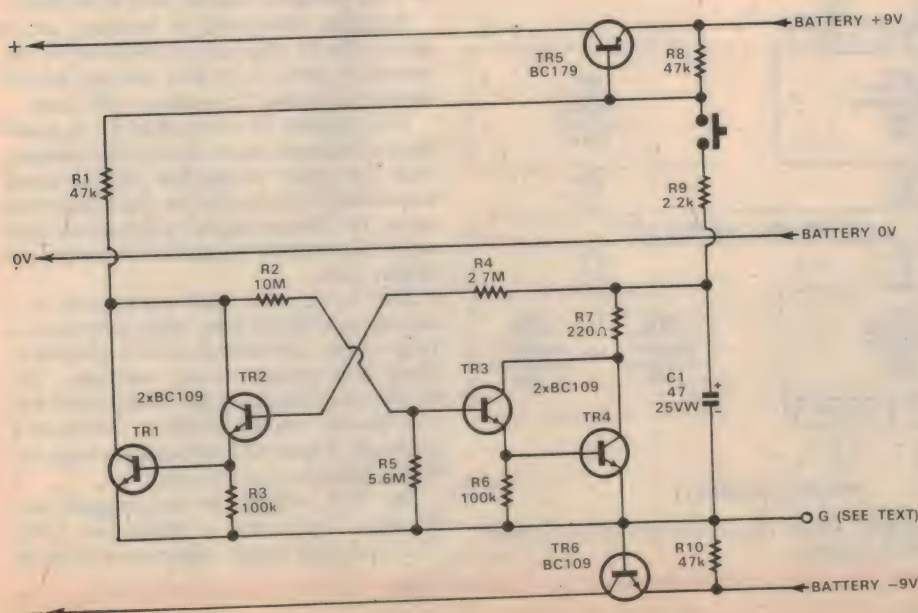 BATTERY +9V
+
TR5
BC179
R8
47k
R1
47k
R9
2.2k
BATTERY 0V
0V
R2
10M
R4
2.7M
R7
220Ω
TR3
C1
47
25VW
+
-
TR2
2xBC109
2xBC109
TR4
TR1
R5
5.6M
R3
100k
R6
100k
G (SEE TEXT)
TR6
BC109
R10
47k
BATTERY -9V
-